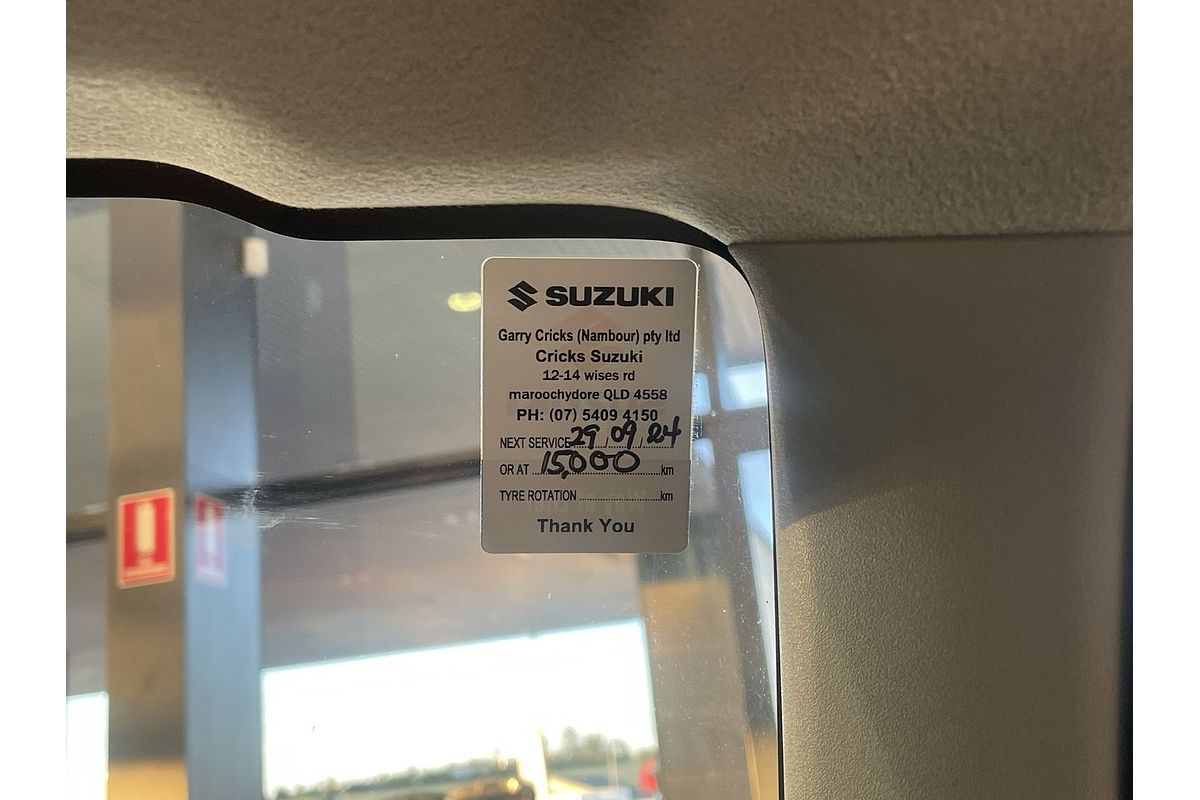 SUZUKI
Garry Cricks (Nambour) pty ltd
Cricks Suzuki
12-14 wises rd
maroochydore QLD 4558
PH: (07) 5409 4150
NEXT SERVICE 29/09/24
OR AT 15,000 km
TYRE ROTATION ....................km
Thank You